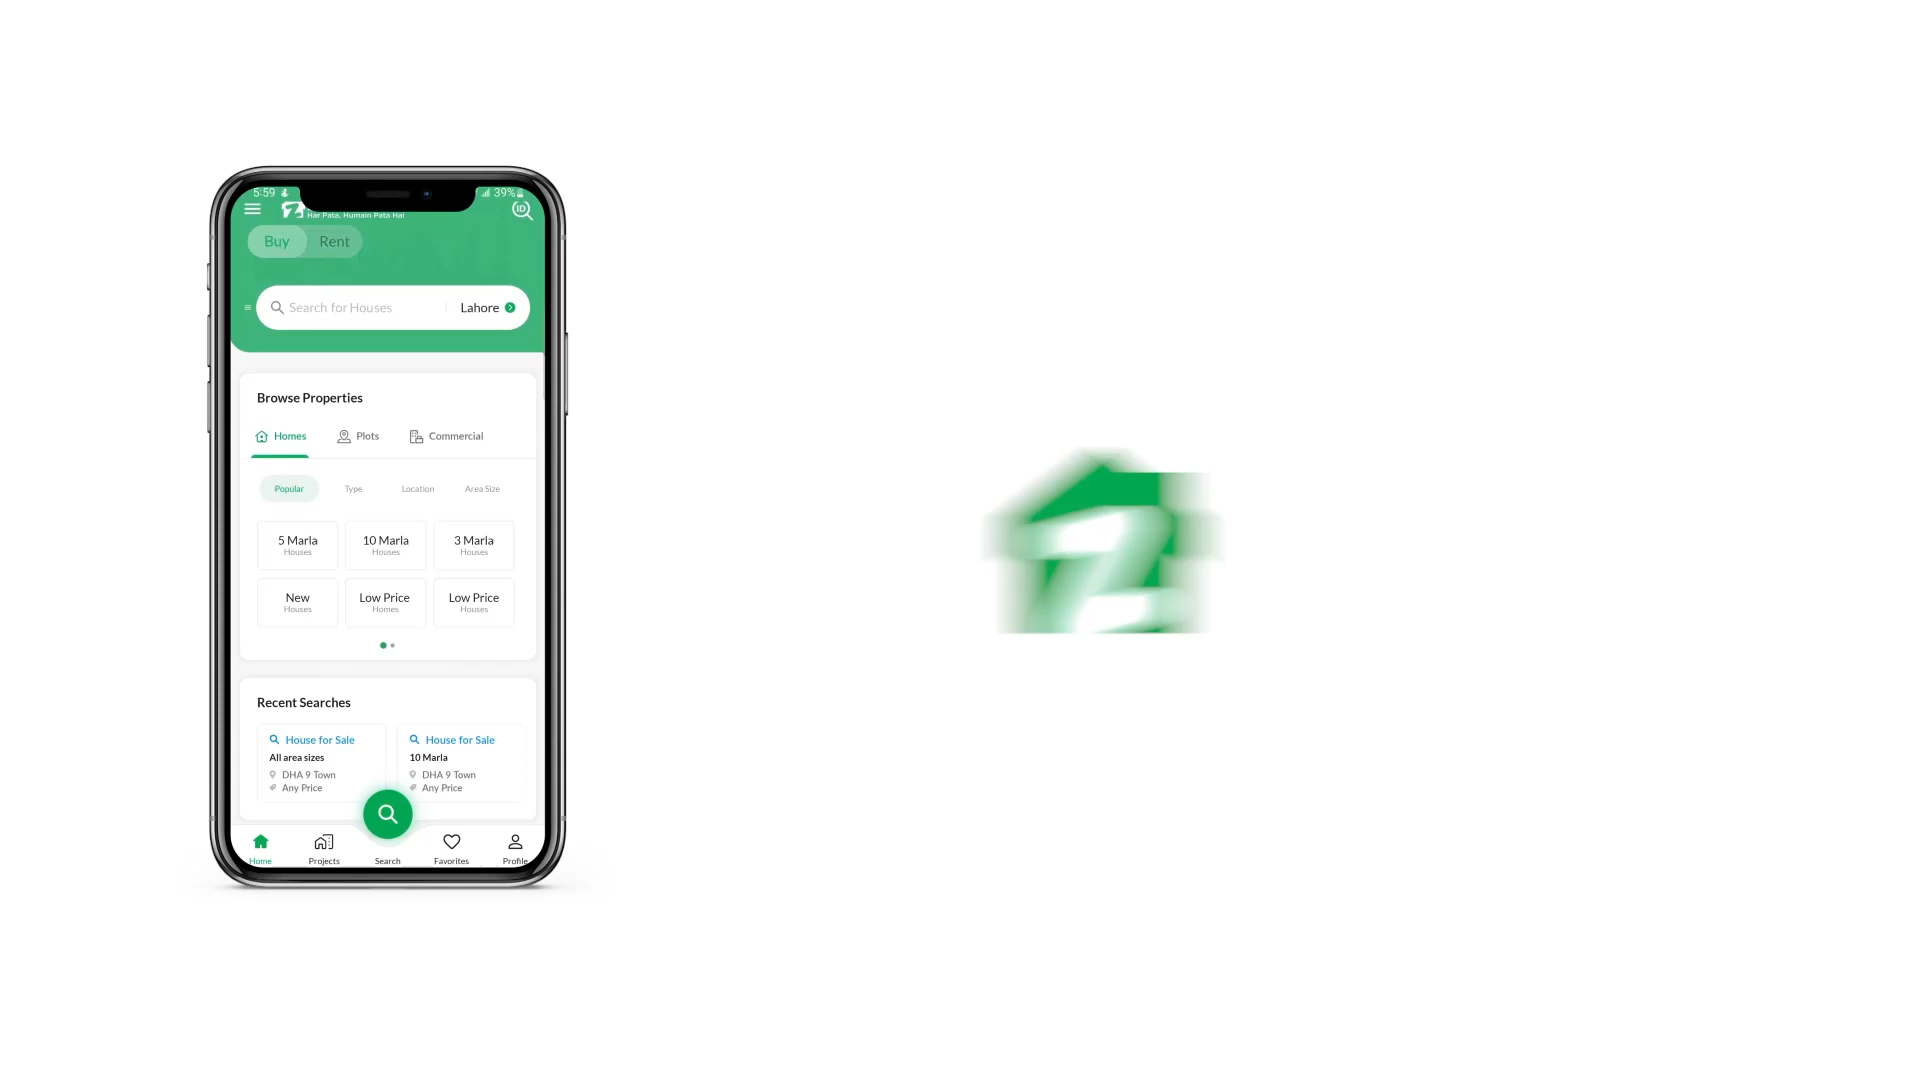 5:59
39%
Har Pata, Humain Pata Hai
ID
Buy Rent
Search for Houses Lahore
Browse Properties
Homes Plots Commercial
Popular Type Location Area Size
5 Marla 10 Marla 3 Marla
Houses Houses Houses
New Low Price Low Price
Houses Homes Houses
Recent Searches
House for Sale House for Sale
All area sizes 10 Marla
DHA 9 Town DHA 9 Town
Any Price Any Price
Home Projects Search Favorites Profile